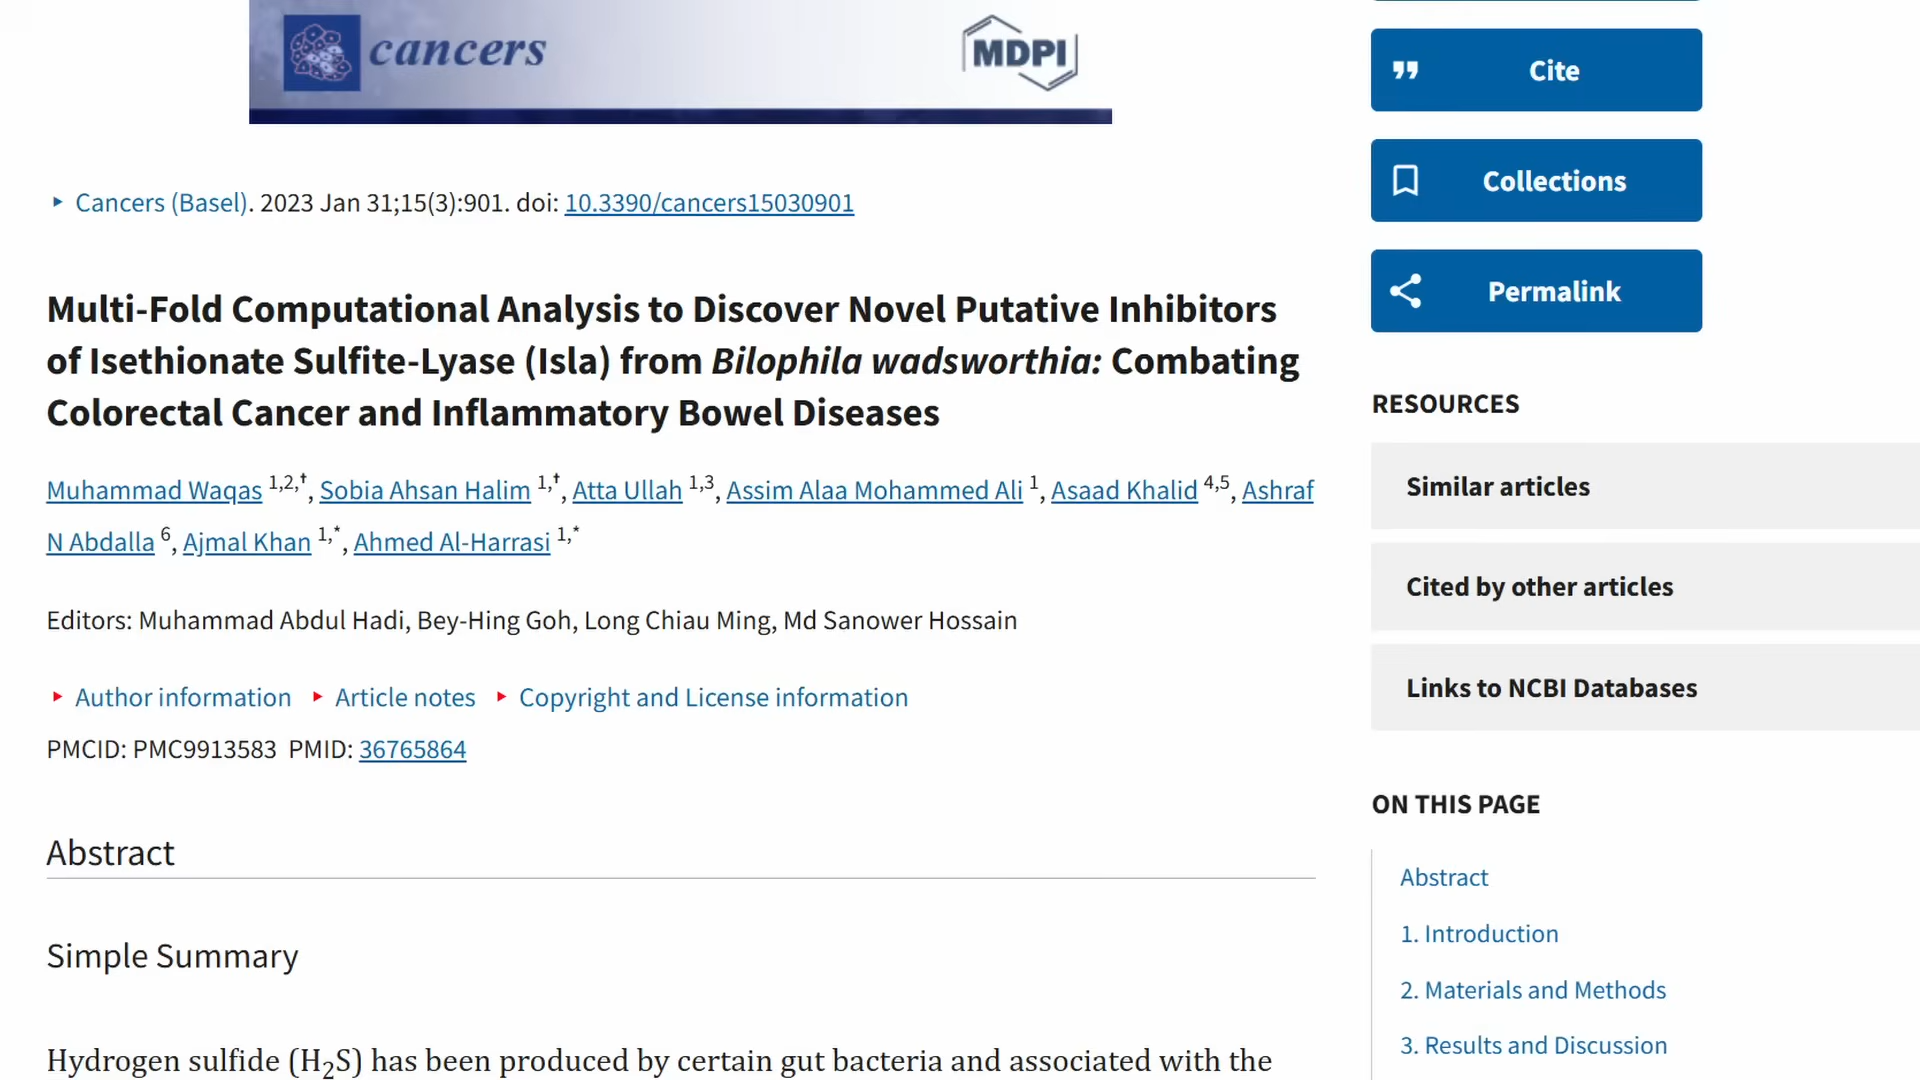 cancers
MDPI
Cancers (Basel). 2023 Jan 31;15(3):901. doi: 10.3390/cancers15030901
Multi-Fold Computational Analysis to Discover Novel Putative Inhibitors
of Isethionate Sulfite-Lyase (Isla) from Bilophila wadsworthia: Combating
Colorectal Cancer and Inflammatory Bowel Diseases
Muhammad Waqas 1,2,†, Sobia Ahsan Halim 1,†, Atta Ullah 1,3, Assim Alaa Mohammed Ali 1, Asaad Khalid 4,5, Ashraf
N Abdalla 6, Ajmal Khan 1,*, Ahmed Al-Harrasi 1,*
Editors: Muhammad Abdul Hadi, Bey-Hing Goh, Long Chiau Ming, Md Sanower Hossain
Author information Article notes Copyright and License information
PMCID: PMC9913583 PMID: 36765864
Abstract
Simple Summary
Hydrogen sulfide (H2S) has been produced by certain gut bacteria and associated with the
Cite
Collections
Permalink
RESOURCES
Similar articles
Cited by other articles
Links to NCBI Databases
ON THIS PAGE
Abstract
1. Introduction
2. Materials and Methods
3. Results and Discussion